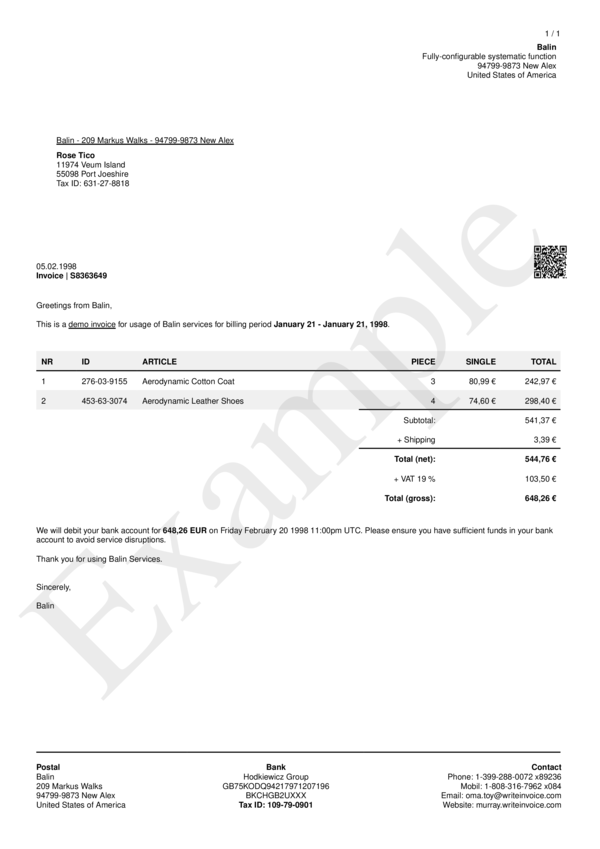 1 / 1
Balin
Fully-configurable systematic function
94799-9873 New Alex
United States of America
Balin - 209 Markus Walks - 94799-9873 New Alex
Rose Tico
11974 Veum Island
55098 Port Joeshire
Tax ID: 631-27-8818
05.02.1998
Invoice | S8363649
Greetings from Balin,
This is a demo invoice for usage of Balin services for billing period January 21 - January 21, 1998.
NR ID ARTICLE PIECE SINGLE TOTAL
1 276-03-9155 Aerodynamic Cotton Coat 3 80,99 € 242,97 €
2 453-63-3074 Aerodynamic Leather Shoes 4 74,60 € 298,40 €
Subtotal: 541,37 €
+ Shipping 3,39 €
Total (net): 544,76 €
+ VAT 19 % 103,50 €
Total (gross): 648,26 €
We will debit your bank account for 648,26 EUR on Friday February 20 1998 11:00pm UTC. Please ensure you have sufficient funds in your bank
account to avoid service disruptions.
Thank you for using Balin Services.
Sincerely,
Balin
Example
Postal
Balin
209 Markus Walks
94799-9873 New Alex
United States of America
Bank
Hodkiewicz Group
GB75KODQ94217971207196
BKCHGB2UXXX
Tax ID: 109-79-0901
Contact
Phone: 1-399-288-0072 x89236
Mobil: 1-808-316-7962 x084
Email: oma.toy@writeinvoice.com
Website: murray.writeinvoice.com